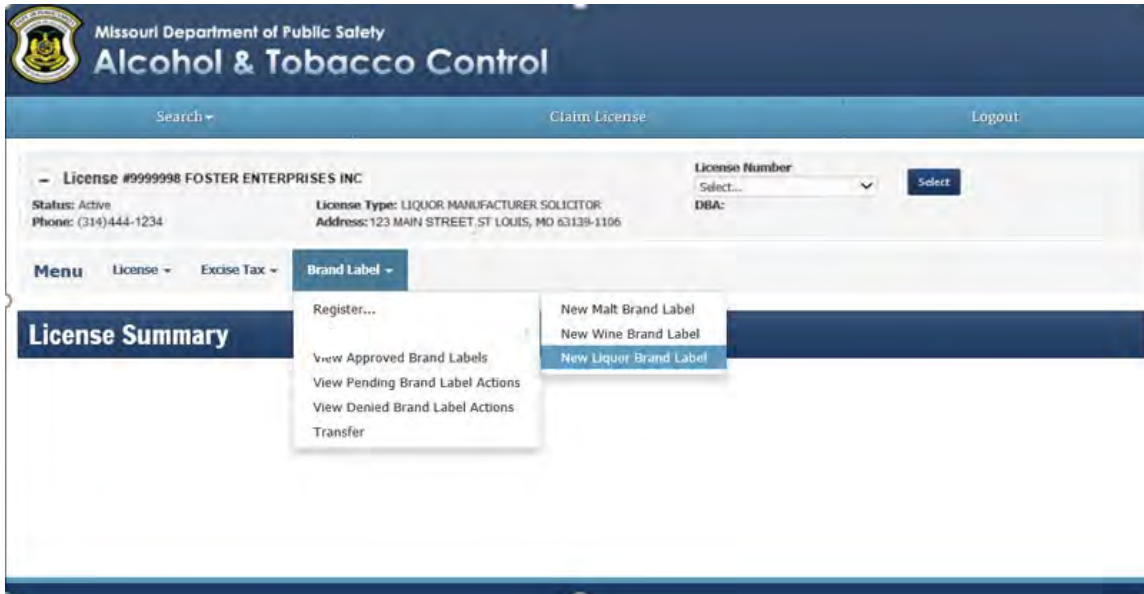 Missouri Department of Public Safety
Alcohol & Tobacco Control
Search
Claim License
Logout
– License #9999998 FOSTER ENTERPRISES INC
License Number
Select...
Select
Status: Active
License Type: LIQUOR MANUFACTURER SOLICITOR
DBA:
Phone: (314)444-1234
Address: 123 MAIN STREET ST LOUIS, MO 63139-1106
Menu
License
Excise Tax
Brand Label
Register...
New Malt Brand Label
New Wine Brand Label
New Liquor Brand Label
License Summary
View Approved Brand Labels
View Pending Brand Label Actions
View Denied Brand Label Actions
Transfer